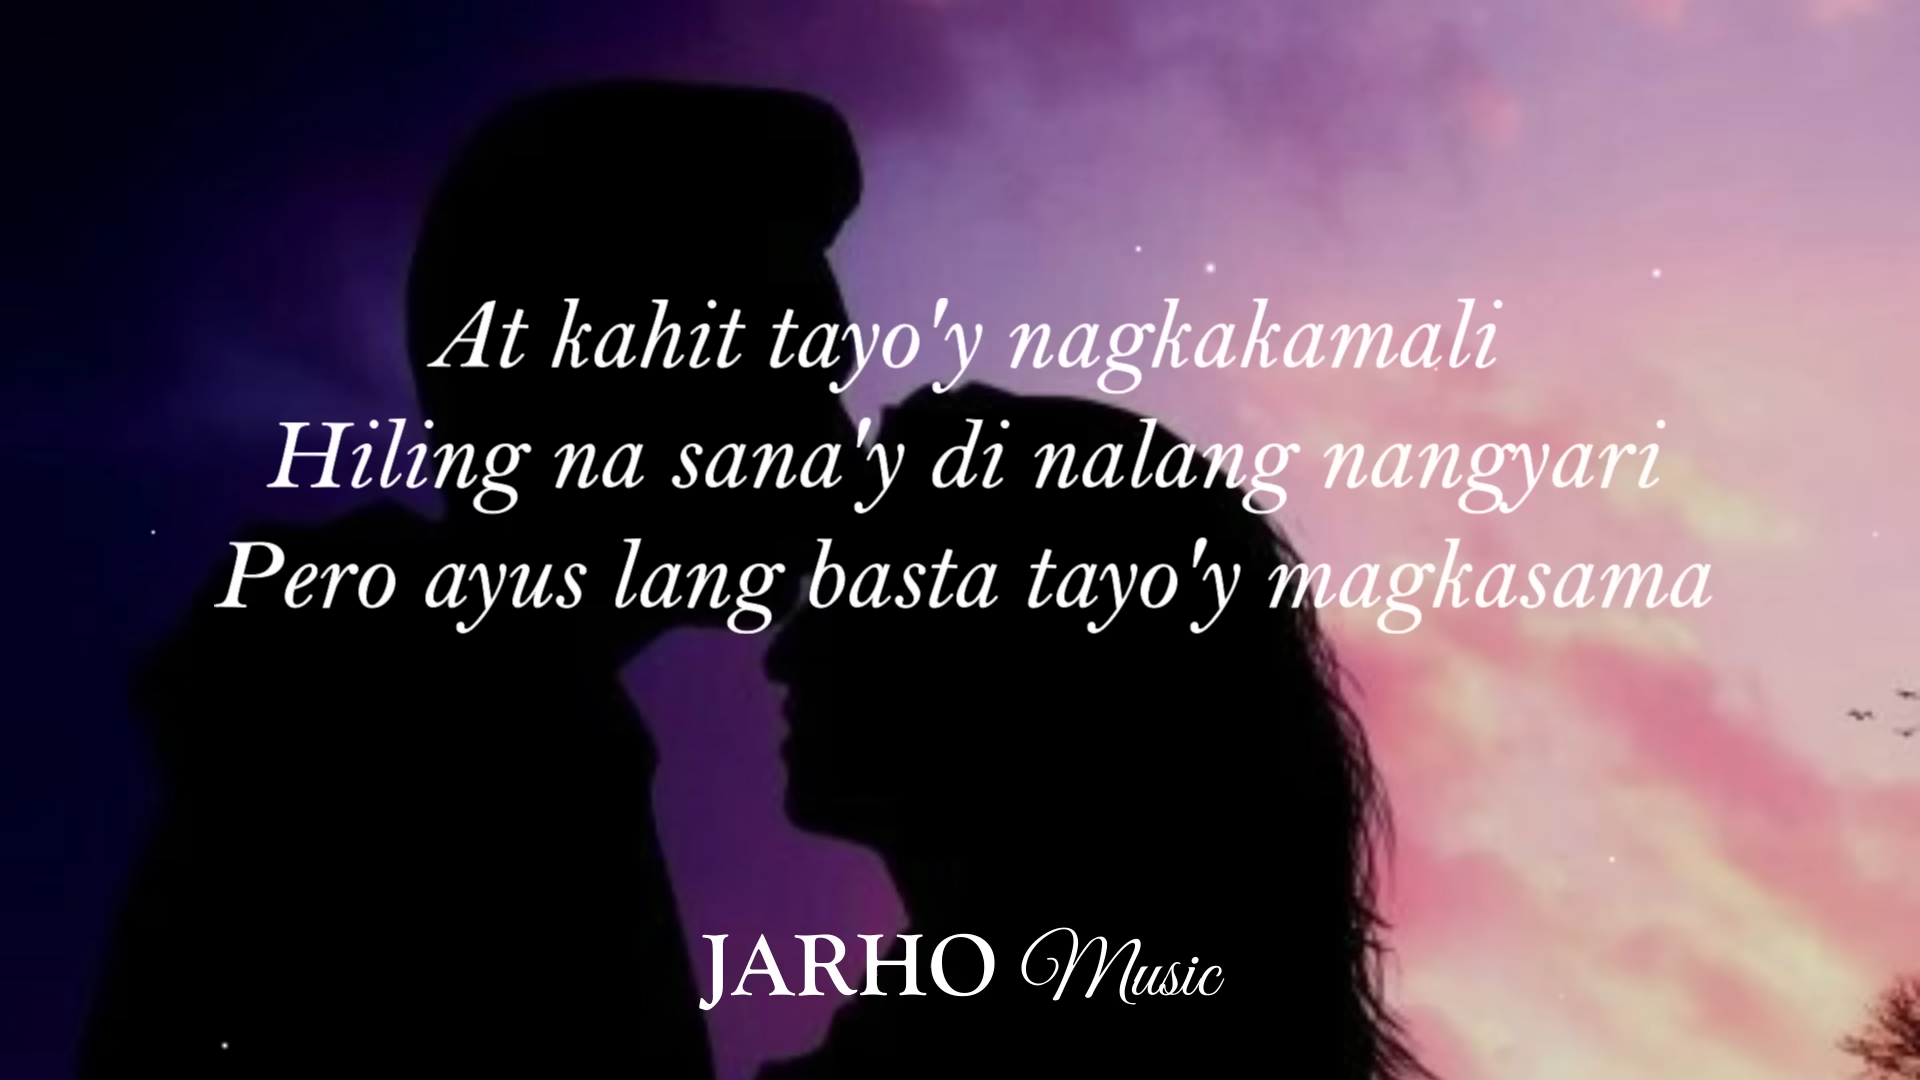 At kahit tayo'y nagkakamali
Hiling na sana'y di nalang nangyari
Pero ayus lang basta tayo'y magkasama
JARHO Music